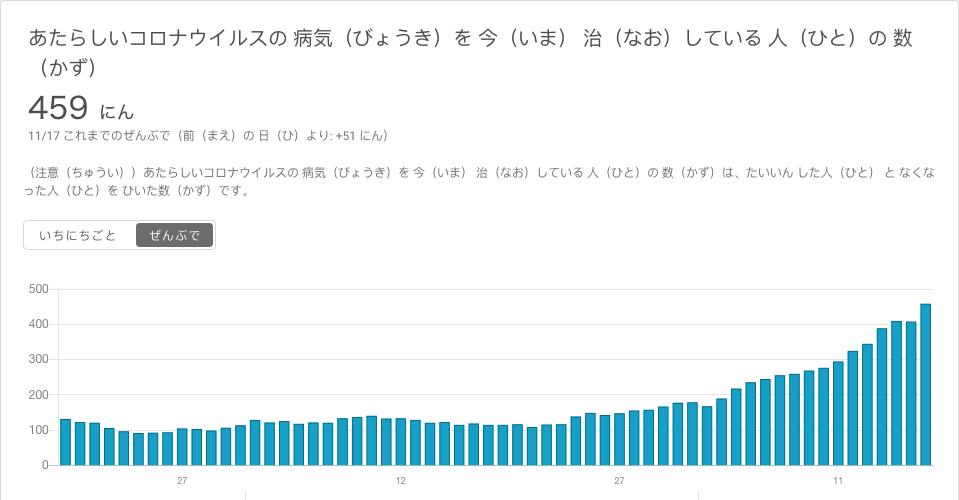 あたらしいコロナウイルスの 病気（びょうき）を 今（いま） 治（なお）している 人（ひと）の 数
（かず）
459 にん
11/17 これまでのぜんぶで（前（まえ）の 日（ひ）より: +51 にん）
（注意（ちゅうい））あたらしいコロナウイルスの 病気（びょうき）を 今（いま） 治（なお）している 人（ひと）の 数（かず）は、たいいん した人（ひと） と なくな
った人（ひと）を ひいた数（かず）です。
いちにちごと ぜんぶで
500
400
300
200
100
0
27 12 27 11